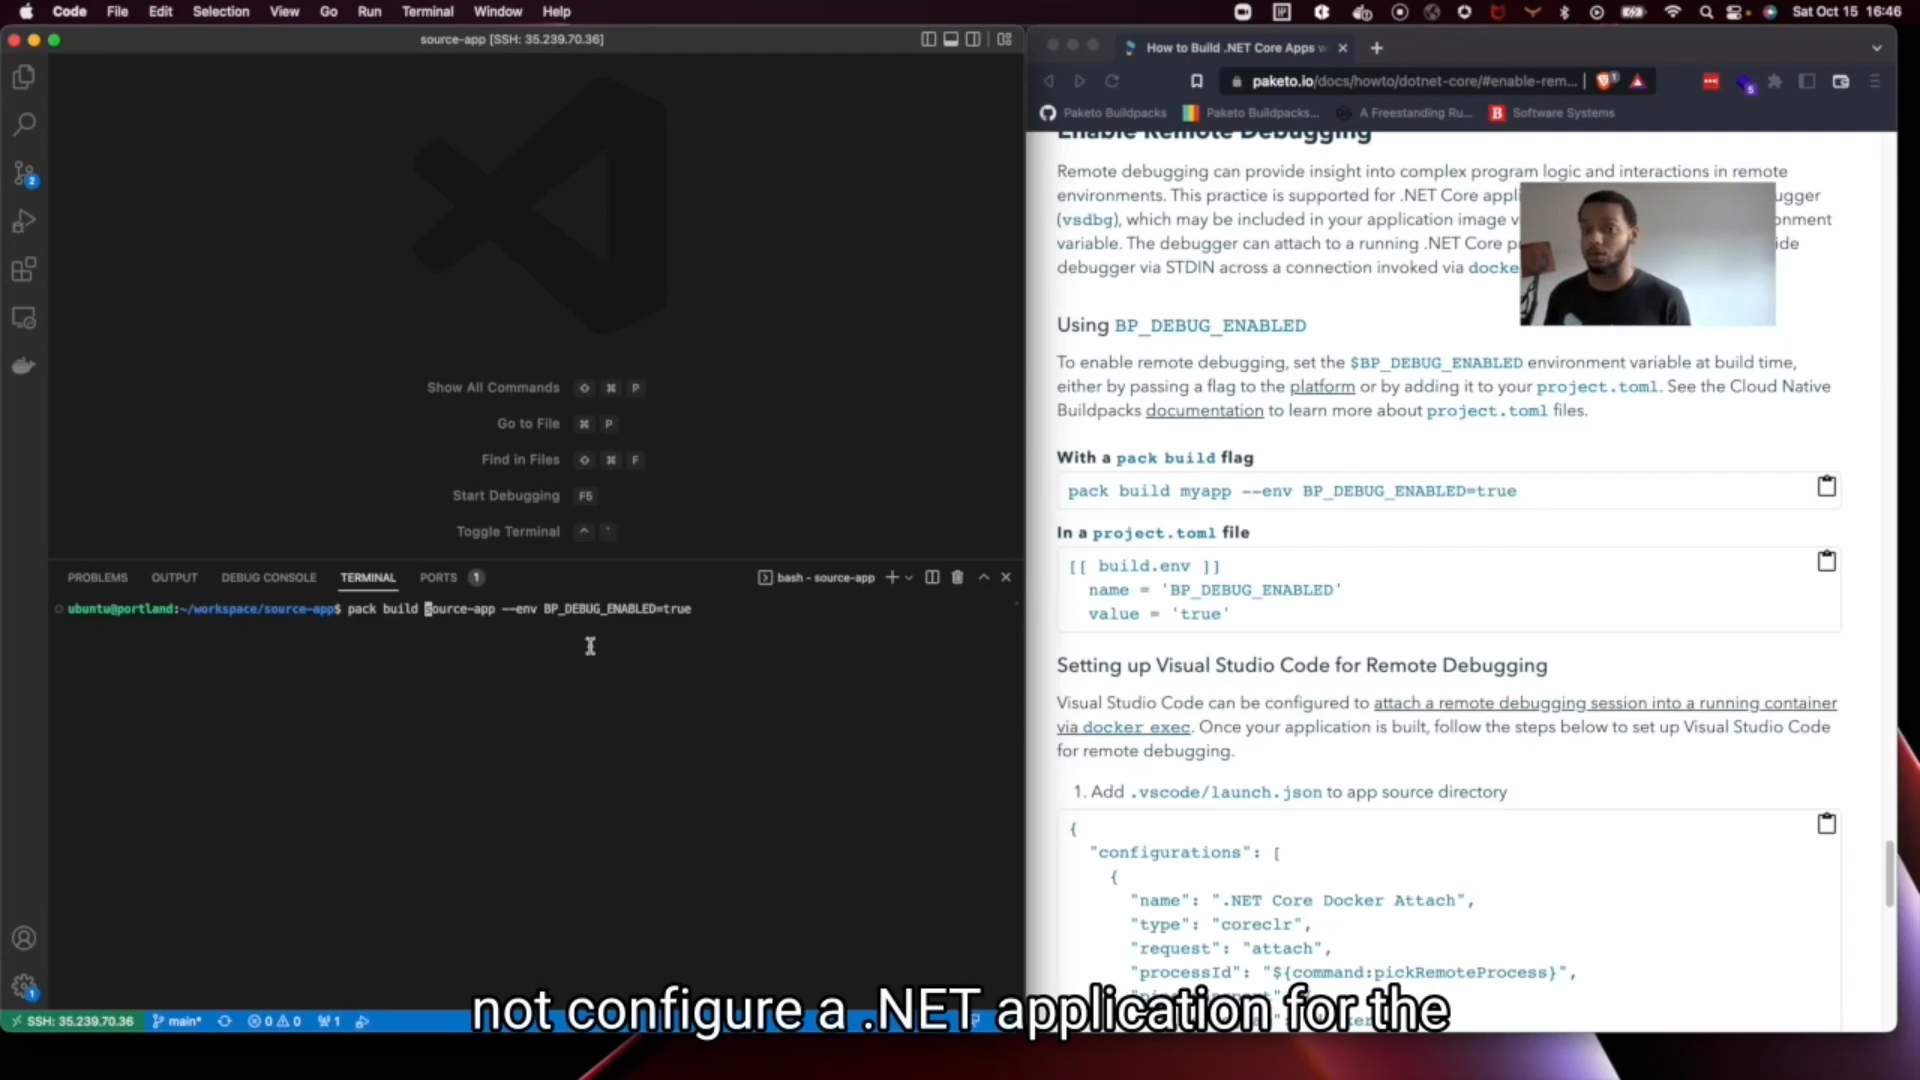 Code File Edit Selection View Go Run Terminal Window Help
Sat Oct 15 16:46
source-app [SSH: 35.239.70.36]
Show All Commands ⌘ P
Go to File ⌘ P
Find in Files ⌘ F
Start Debugging F5
Toggle Terminal ^ `
PROBLEMS OUTPUT DEBUG CONSOLE TERMINAL PORTS 1
bash - source-app
ubuntu@portland:~/workspace/source-app$ pack build source-app --env BP_DEBUG_ENABLED=true
2
1
SSH: 35.239.70.36 main* 0 0 1
How to Build .NET Core Apps w
paketo.io/docs/howto/dotnet-core/#enable-rem...
1
5
Paketo Buildpacks Paketo Buildpacks... A Freestanding Ru... B Software Systems
Enable Remote Debugging
Remote debugging can provide insight into complex program logic and interactions in remote
environments. This practice is supported for .NET Core appli ugger
(vsdbg), which may be included in your application image v onment
variable. The debugger can attach to a running .NET Core p ide
debugger via STDIN across a connection invoked via docke
Using BP_DEBUG_ENABLED
To enable remote debugging, set the $BP_DEBUG_ENABLED environment variable at build time,
either by passing a flag to the platform or by adding it to your project.toml. See the Cloud Native
Buildpacks documentation to learn more about project.toml files.
With a pack build flag
pack build myapp --env BP_DEBUG_ENABLED=true
In a project.toml file
[[ build.env ]]
name = 'BP_DEBUG_ENABLED'
value = 'true'
Setting up Visual Studio Code for Remote Debugging
Visual Studio Code can be configured to attach a remote debugging session into a running container
via docker exec. Once your application is built, follow the steps below to set up Visual Studio Code
for remote debugging.
1. Add .vscode/launch.json to app source directory
{
"configurations": [
{
"name": ".NET Core Docker Attach",
"type": "coreclr",
"request": "attach",
"processId": "${command:pickRemoteProcess}",
not configure a .NET application for the